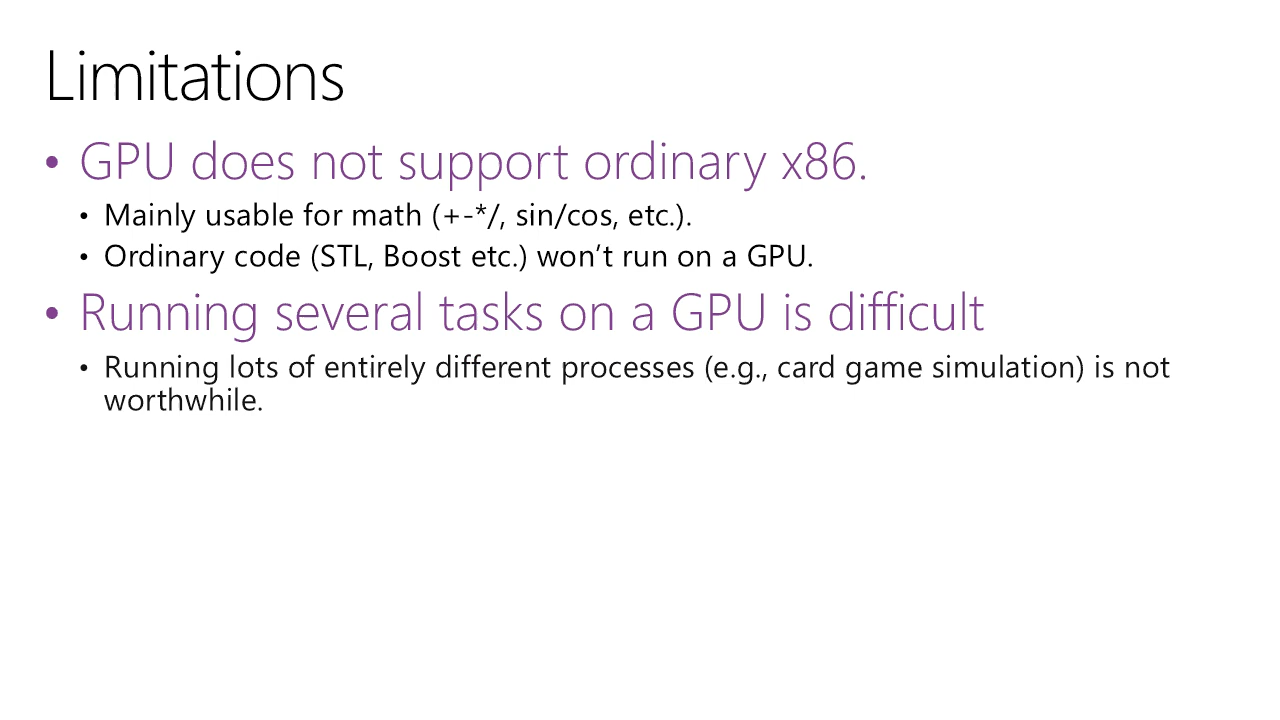 Limitations
• GPU does not support ordinary x86.
• Mainly usable for math (+-*/, sin/cos, etc.).
• Ordinary code (STL, Boost etc.) won’t run on a GPU.
• Running several tasks on a GPU is difficult
• Running lots of entirely different processes (e.g., card game simulation) is not
worthwhile.